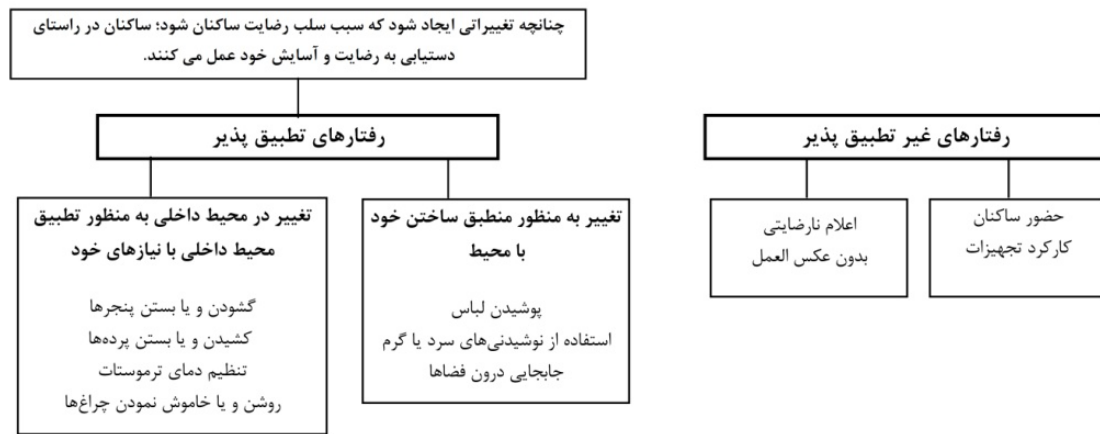 چنانچه تغییراتی ایجاد شود که سبب سلب رضایت ساکنان شود؛ ساکنان در راستای
دستیابی به رضایت و آسایش خود عمل می کنند.
رفتارهای غیر تطبیق پذیر
رفتارهای تطبیق پذیر
حضور ساکنان
کارکرد تجهیزات
اعلام نارضایتی
بدون عکس العمل
تغییر به منظور منطبق ساختن خود
با محیط
پوشیدن لباس
استفاده از نوشیدنی‌های سرد یا گرم
جابجایی درون فضاها
تغییر در محیط داخلی به منظور تطبیق
محیط داخلی با نیازهای خود
گشودن و یا بستن پنجرها
کشیدن و یا بستن پرده‌ها
تنظیم دمای ترموستات
روشن و یا خاموش نمودن چراغ‌ها